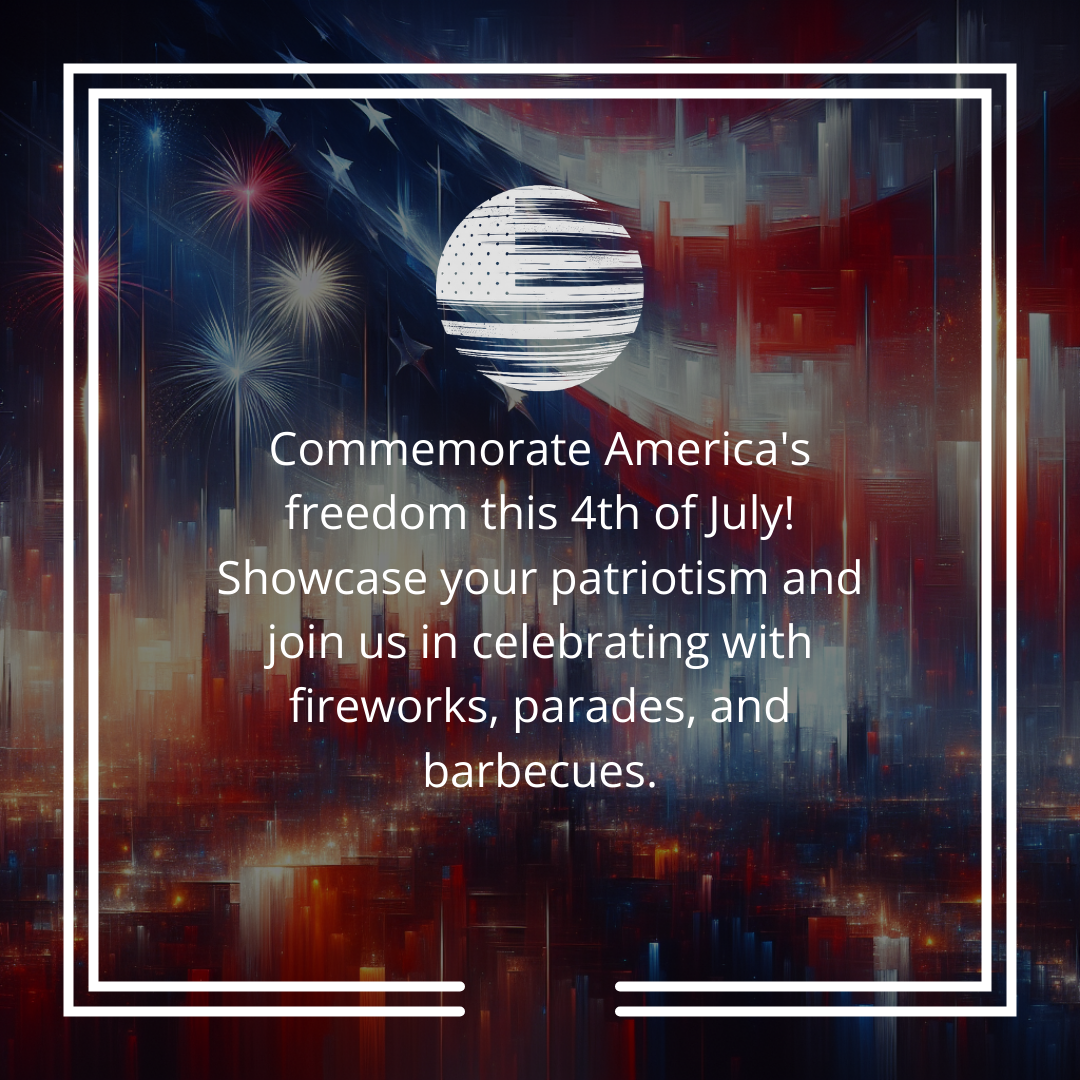 Commemorate America's
freedom this 4th of July!
Showcase your patriotism and
join us in celebrating with
fireworks, parades, and
barbecues.